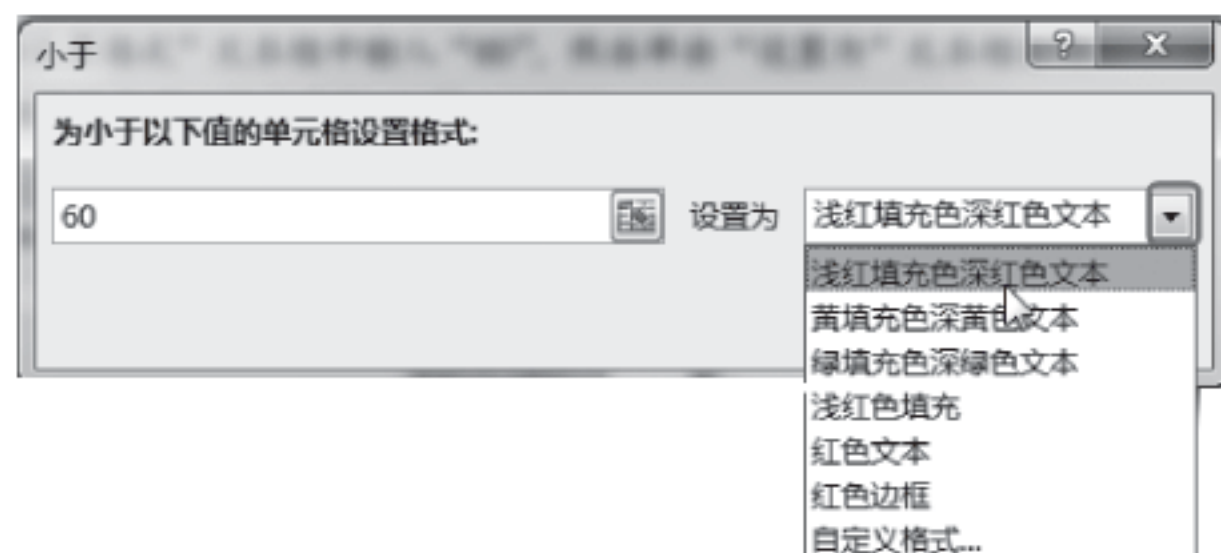 小于
为小于以下值的单元格设置格式:
60 设置为 浅红填充色深红色文本
浅红填充色深红色文本
黄填充色深黄色文本
绿填充色深绿色文本
浅红色填充
红色文本
红色边框
自定义格式...